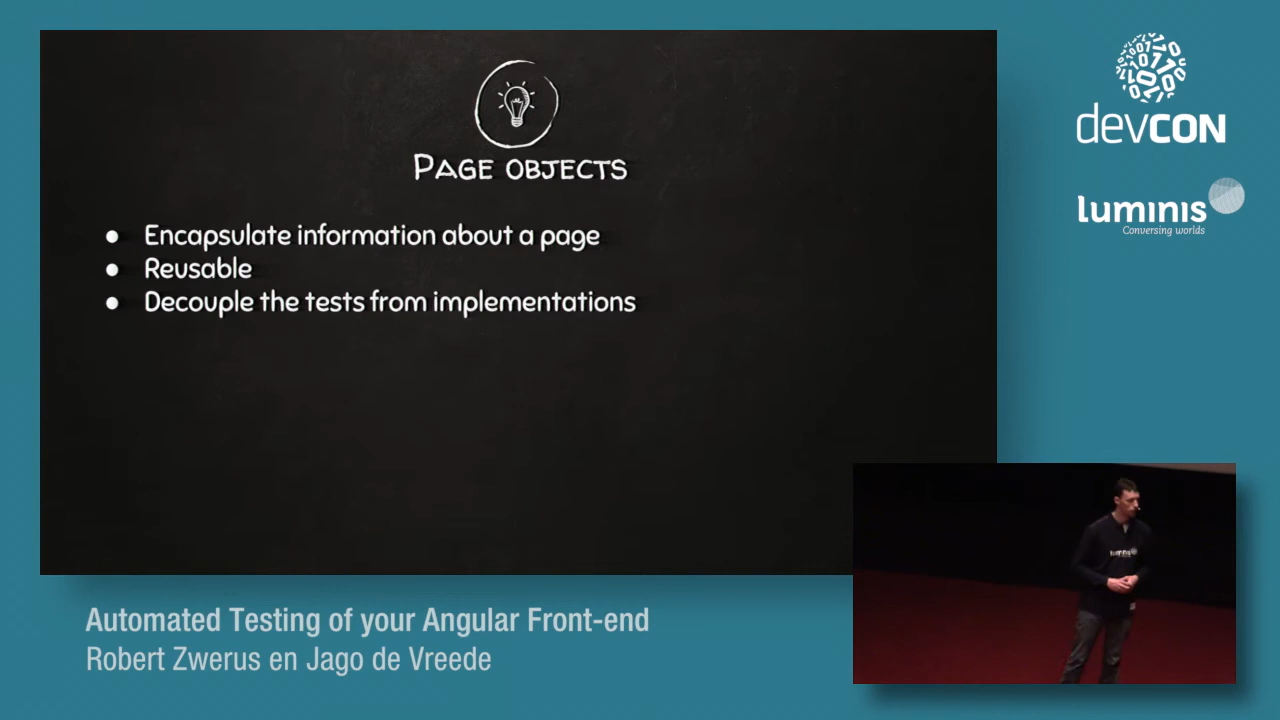 PAGE OBJECTS
● Encapsulate information about a page
● Reusable
● Decouple the tests from implementations
devCON
luminis
Conversing worlds
luminis
Automated Testing of your Angular Front-end
Robert Zwerus en Jago de Vreede